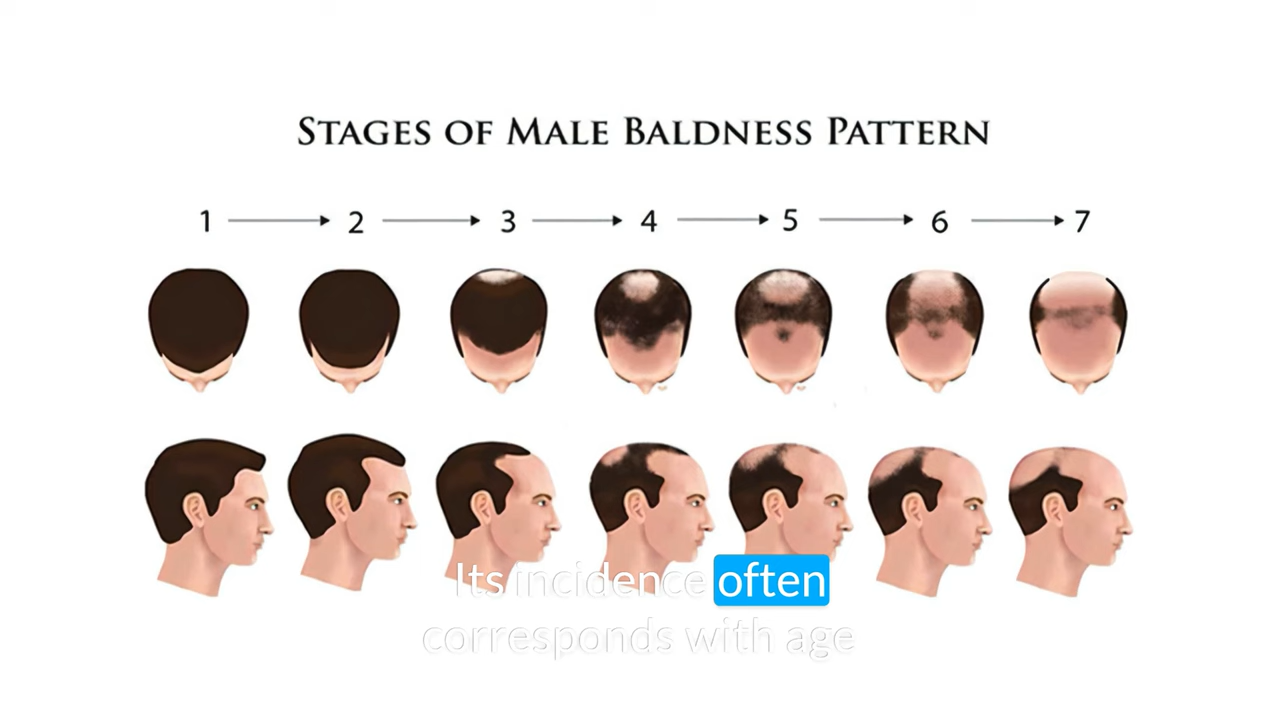 STAGES OF MALE BALDNESS PATTERN
1 2 3 4 5 6 7
Its incidence often
corresponds with age